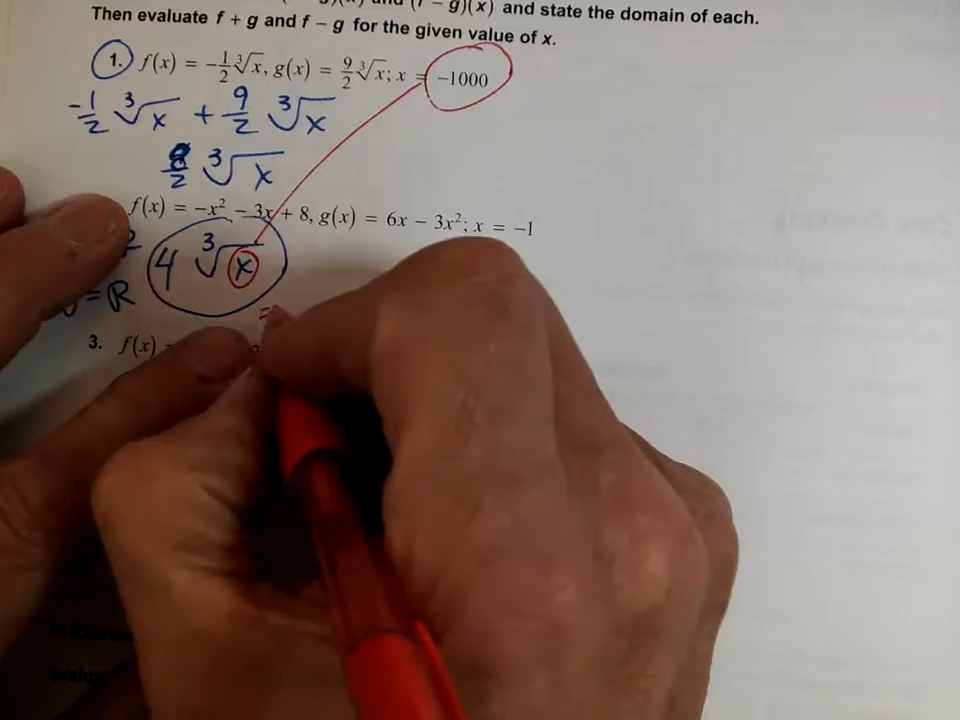 and (f − g)(x) and state the domain of each.
Then evaluate f + g and f − g for the given value of x.
1. f(x) = −1/2 ∛x, g(x) = 9/2 ∛x; x = −1000
-1/2 ∛x + 9/2 ∛x
8/2 ∛x
f(x) = −x² − 3x + 8, g(x) = 6x − 3x²; x = −1
4 ∛x
= R
=
3. f(x)